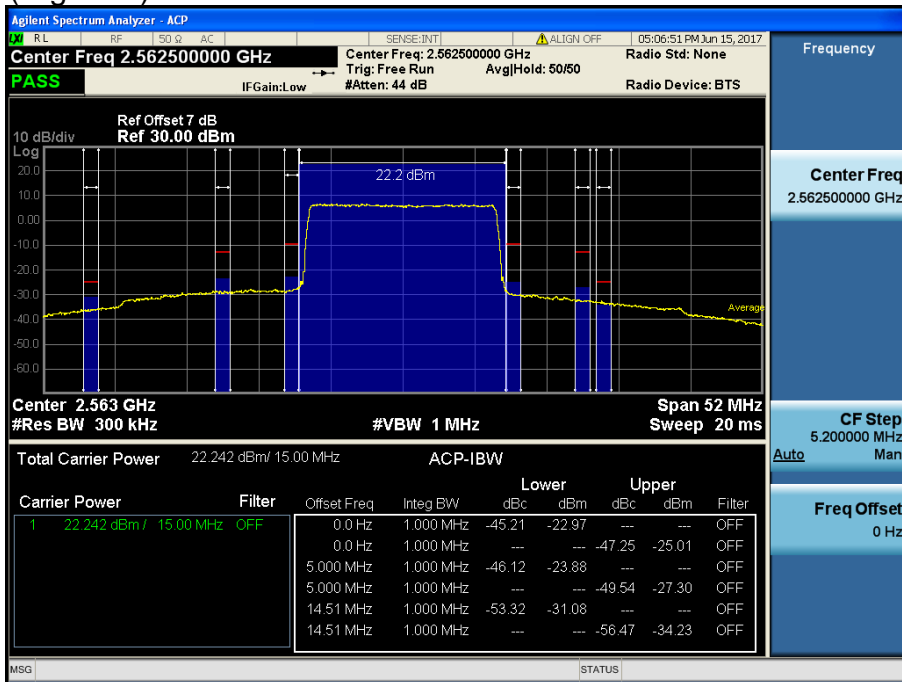 Agilent Spectrum Analyzer - ACP
LXI RL RF 50 Ω AC SENSE:INT ALIGN OFF 05:06:51 PM Jun 15, 2017
Center Freq 2.562500000 GHz
Center Freq: 2.562500000 GHz
Radio Std: None
Trig: Free Run Avg|Hold: 50/50
PASS
IFGain:Low
#Atten: 44 dB
Radio Device: BTS
Ref Offset 7 dB
10 dB/div Ref 30.00 dBm
Log
22.2 dBm
20.0
10.0
0.00
-10.0
-20.0
-30.0
Average
-40.0
-50.0
-60.0
Center 2.563 GHz
Span 52 MHz
#Res BW 300 kHz
#VBW 1 MHz
Sweep 20 ms
Total Carrier Power 22.242 dBm/ 15.00 MHz
ACP-IBW
Lower Upper
Carrier Power Filter
Offset Freq Integ BW dBc dBm dBc dBm Filter
1 22.242 dBm / 15.00 MHz OFF
0.0 Hz 1.000 MHz -45.21 -22.97 --- --- OFF
0.0 Hz 1.000 MHz --- --- -47.25 -25.01 OFF
5.000 MHz 1.000 MHz -46.12 -23.88 --- --- OFF
5.000 MHz 1.000 MHz --- --- -49.54 -27.30 OFF
14.51 MHz 1.000 MHz -53.32 -31.08 --- --- OFF
14.51 MHz 1.000 MHz --- --- -56.47 -34.23 OFF
MSG
STATUS
Frequency
Center Freq
2.562500000 GHz
CF Step
5.200000 MHz
Auto Man
Freq Offset
0 Hz